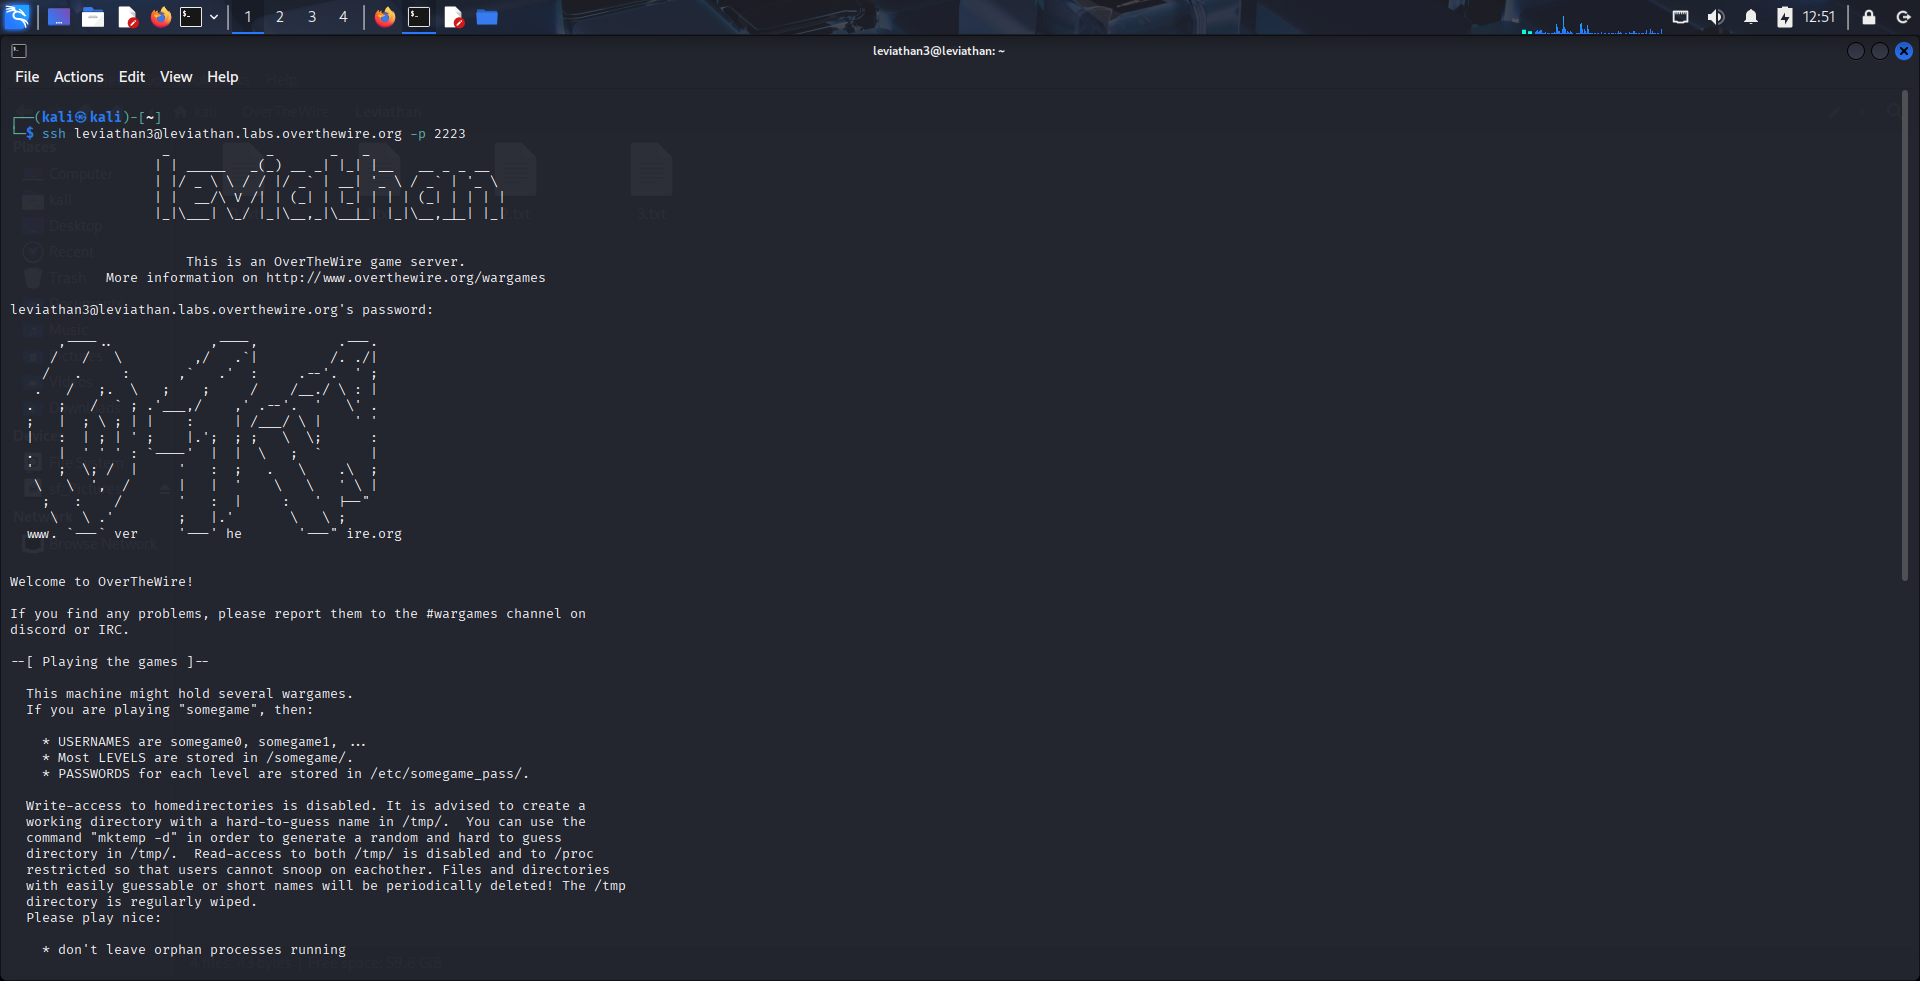 1 2 3 4 12:51
leviathan3@leviathan: ~
File Actions Edit View Help
(kali㉿kali)-[~]
$ ssh leviathan3@leviathan.labs.overthewire.org -p 2223
This is an OverTheWire game server.
More information on http://www.overthewire.org/wargames
leviathan3@leviathan.labs.overthewire.org's password:
www. ver he ire.org
Welcome to OverTheWire!
If you find any problems, please report them to the #wargames channel on
discord or IRC.
--[ Playing the games ]--
This machine might hold several wargames.
If you are playing "somegame", then:
* USERNAMES are somegame0, somegame1, ...
* Most LEVELS are stored in /somegame/.
* PASSWORDS for each level are stored in /etc/somegame_pass/.
Write-access to homedirectories is disabled. It is advised to create a
working directory with a hard-to-guess name in /tmp/.  You can use the
command "mktemp -d" in order to generate a random and hard to guess
directory in /tmp/.  Read-access to both /tmp/ is disabled and to /proc
restricted so that users cannot snoop on eachother. Files and directories
with easily guessable or short names will be periodically deleted! The /tmp
directory is regularly wiped.
Please play nice:
* don't leave orphan processes running